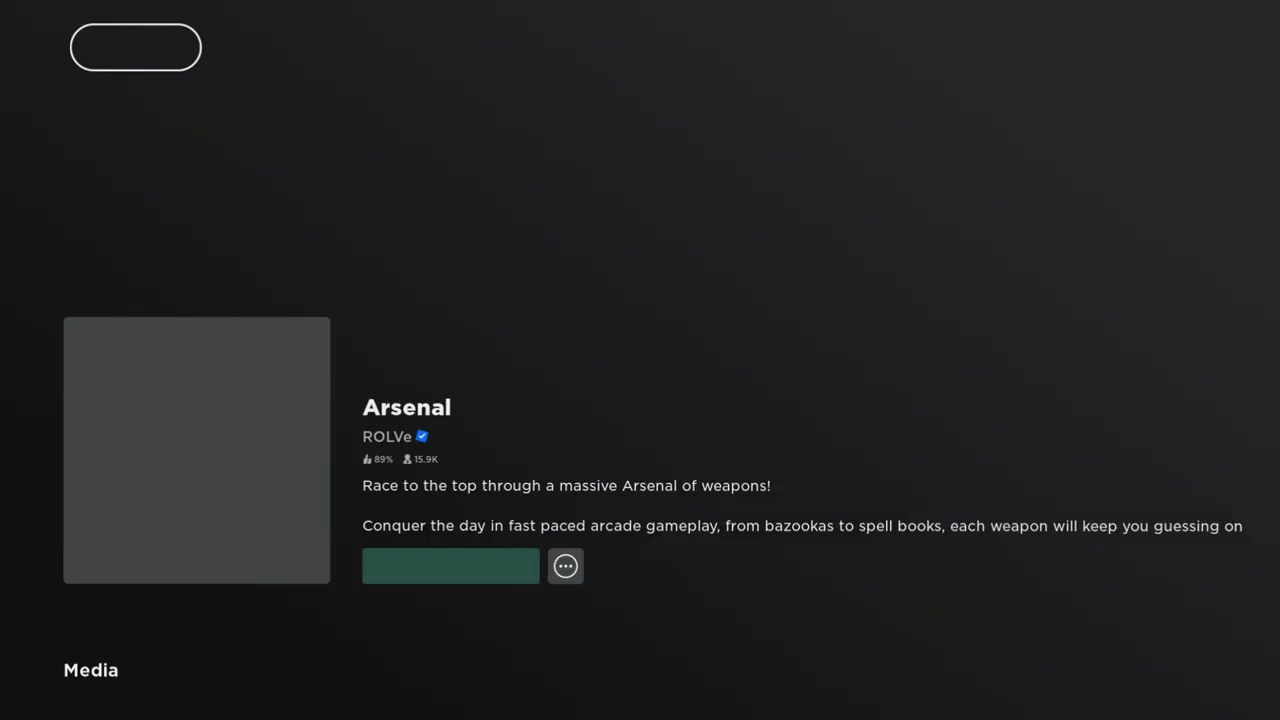 Arsenal
ROLVe
89% 15.9K
Race to the top through a massive Arsenal of weapons!
Conquer the day in fast paced arcade gameplay, from bazookas to spell books, each weapon will keep you guessing on
Media